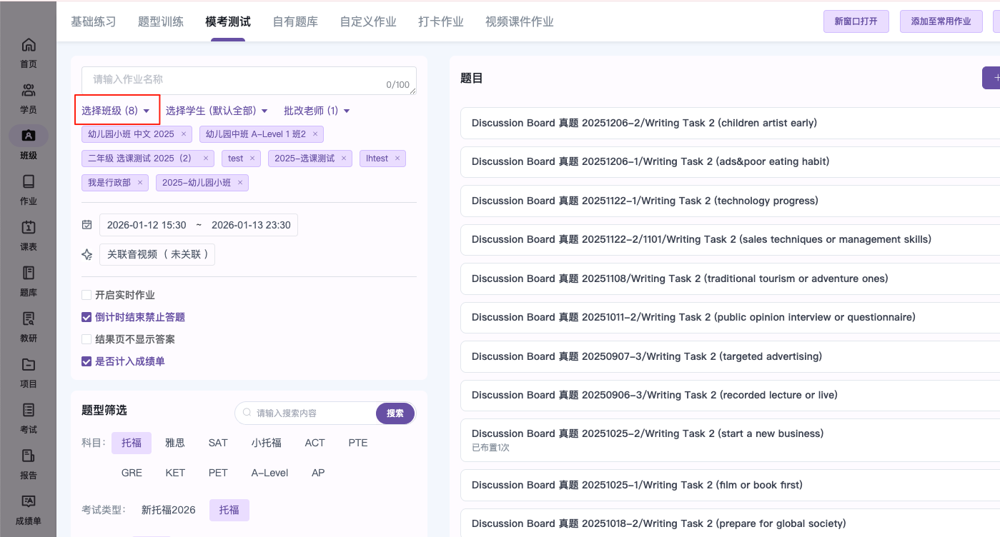 首页
学员
班级
作业
课表
题库
教研
项目
考试
报告
成绩单
基础练习 题型训练 模考测试 自有题库 自定义作业 打卡作业 视频课件作业
新窗口打开 添加至常用作业
请输入作业名称
0/100
选择班级 (8) 选择学生 (默认全部) 批改老师 (1)
幼儿园小班 中文 2025 × 幼儿园中班 A-Level 1 班2 ×
二年级 选课测试 2025（2） × test × 2025-选课测试 × lhtest ×
我是行政部 × 2025-幼儿园小班 ×
2026-01-12 15:30 ~ 2026-01-13 23:30
关联音视频 ( 未关联 )
开启实时作业
倒计时结束禁止答题
结果页不显示答案
是否计入成绩单
题型筛选 请输入搜索内容 搜索
科目: 托福 雅思 SAT 小托福 ACT PTE
GRE KET PET A-Level AP
考试类型: 新托福2026 托福
题目
Discussion Board 真题 20251206-2/Writing Task 2 (children artist early)
Discussion Board 真题 20251206-1/Writing Task 2 (ads&poor eating habit)
Discussion Board 真题 20251122-1/Writing Task 2 (technology progress)
Discussion Board 真题 20251122-2/1101/Writing Task 2 (sales techniques or management skills)
Discussion Board 真题 20251108/Writing Task 2 (traditional tourism or adventure ones)
Discussion Board 真题 20251011-2/Writing Task 2 (public opinion interview or questionnaire)
Discussion Board 真题 20250907-3/Writing Task 2 (targeted advertising)
Discussion Board 真题 20250906-3/Writing Task 2 (recorded lecture or live)
Discussion Board 真题 20251025-2/Writing Task 2 (start a new business)
已布置1次
Discussion Board 真题 20251025-1/Writing Task 2 (film or book first)
Discussion Board 真题 20251018-2/Writing Task 2 (prepare for global society)